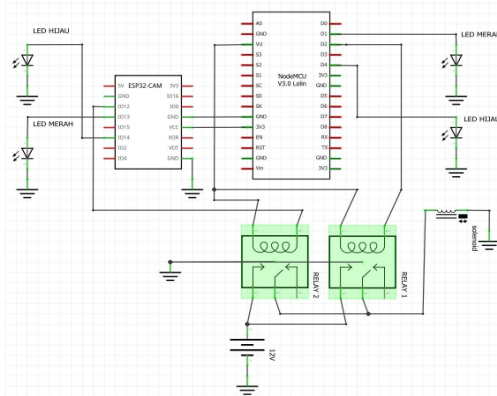 LED HIJAU
LED MERAH
ESP32-CAM
5V
GND
IO12
IO13
IO15
IO14
IO2
IO4
3V3
IO16
IO0
GND
VCC
VOR
VOT
GND
NodeMCU
V3.0 Lolin
A0
GND
VU
S3
S2
S1
SC
S0
SK
GND
3V3
EN
RST
GND
Vin
D0
D1
D2
D3
D4
3V3
GND
D5
D6
D7
D8
RX
TX
GND
3V3
LED MERA
LED HIJAU
solenoid
RELAY 2
RELAY 1
12V